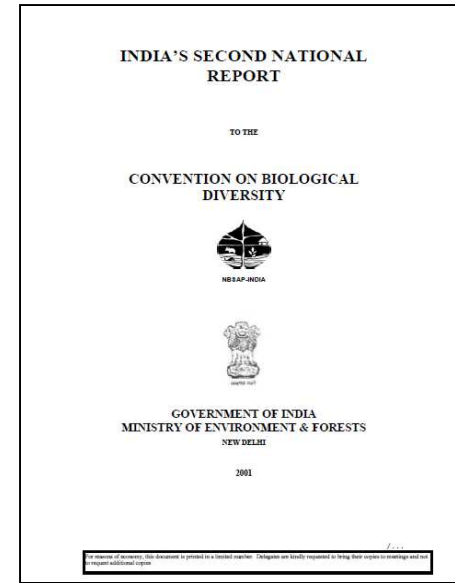 INDIA'S SECOND NATIONAL
REPORT
TO THE
CONVENTION ON BIOLOGICAL
DIVERSITY
NBSAP-INDIA
GOVERNMENT OF INDIA
MINISTRY OF ENVIRONMENT & FORESTS
NEW DELHI
2001
/...
For reasons of economy, this document is printed in a limited number. Delegates are kindly requested to bring their copies to meetings and not
to request additional copies